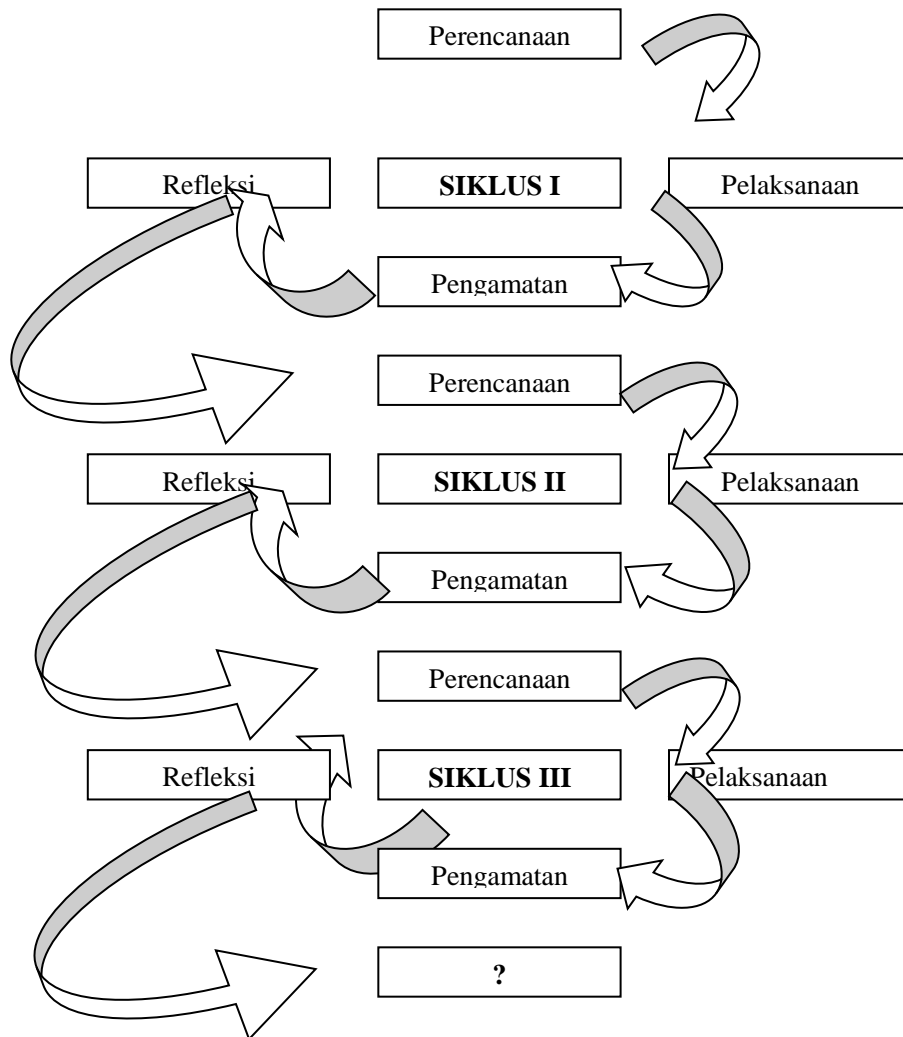 Perencanaan
Refleksi
SIKLUS I
Pelaksanaan
Pengamatan
Perencanaan
Refleksi
SIKLUS II
Pelaksanaan
Pengamatan
Perencanaan
Refleksi
SIKLUS III
Pelaksanaan
Pengamatan
?